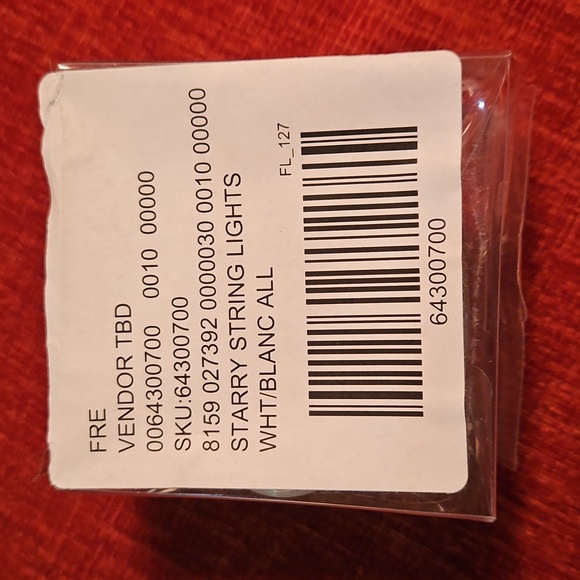 FRE
VENDOR TBD
0064300700 0010 00000
SKU:64300700
8159 027392 0000030 0010 00000
STARRY STRING LIGHTS
WHT/BLANC ALL
FL_127
64300700